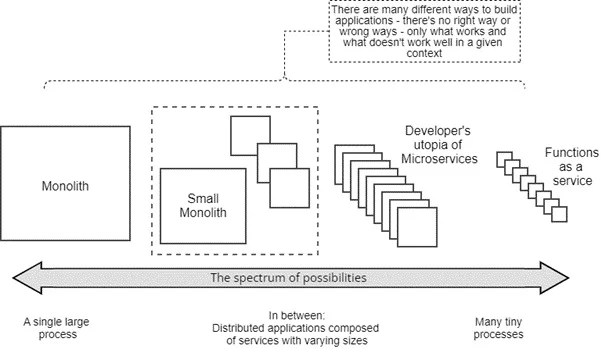 There are many different ways to build
applications - there's no right way or
wrong ways - only what works and
what doesn't work well in a given
context
Monolith
Small
Monolith
Developer's
utopia of
Microservices
Functions
as a
service
The spectrum of possibilities
A single large
process
In between:
Distributed applications composed
of services with varying sizes
Many tiny
processes